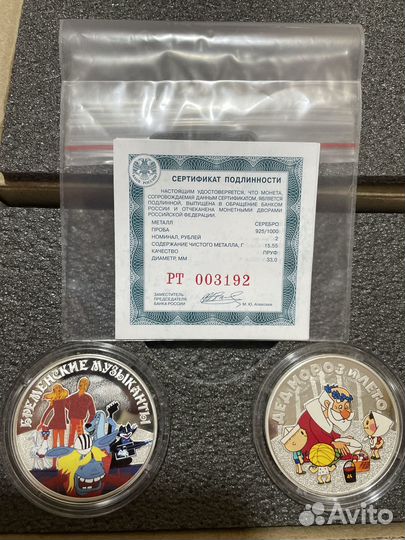 СЕРТИФИКАТ ПОДЛИННОСТИ
НАСТОЯЩИМ УДОСТОВЕРЯЕТСЯ, ЧТО МОНЕТА,
СОПРОВОЖДАЕМАЯ ДАННЫМ СЕРТИФИКАТОМ, ЯВЛЯЕТСЯ
ПОДЛИННОЙ, ВЫПУЩЕНА В ОБРАЩЕНИЕ БАНКОМ
РОССИИ И ОТЧЕКАНЕНА МОНЕТНЫМИ ДВОРАМИ
РОССИЙСКОЙ ФЕДЕРАЦИИ.
МЕТАЛЛ СЕРЕБРО
ПРОБА 925/1000
НОМИНАЛ, РУБЛЕЙ 2
СОДЕРЖАНИЕ ЧИСТОГО МЕТАЛЛА, Г 15,55
КАЧЕСТВО ПРУФ
ДИАМЕТР, ММ 33,0
РТ 003192
ЗАМЕСТИТЕЛЬ
ПРЕДСЕДАТЕЛЯ
БАНКА РОССИИ
М. Ю. Алексеев
БРЕМЕНСКИЕ МУЗЫКАНТЫ
ДЕД МОРОЗ И ЛЕТО
Avito